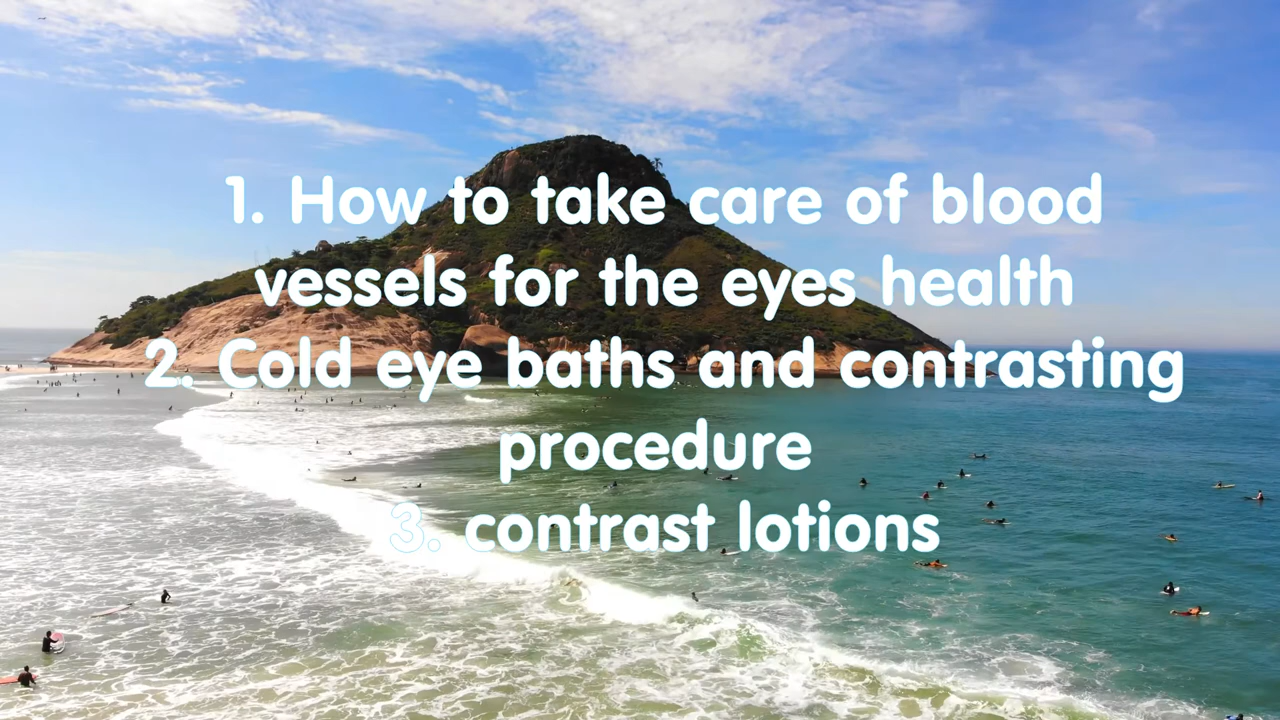 1. How to take care of blood
vessels for the eyes health
2. Cold eye baths and contrasting
procedure
3. contrast lotions